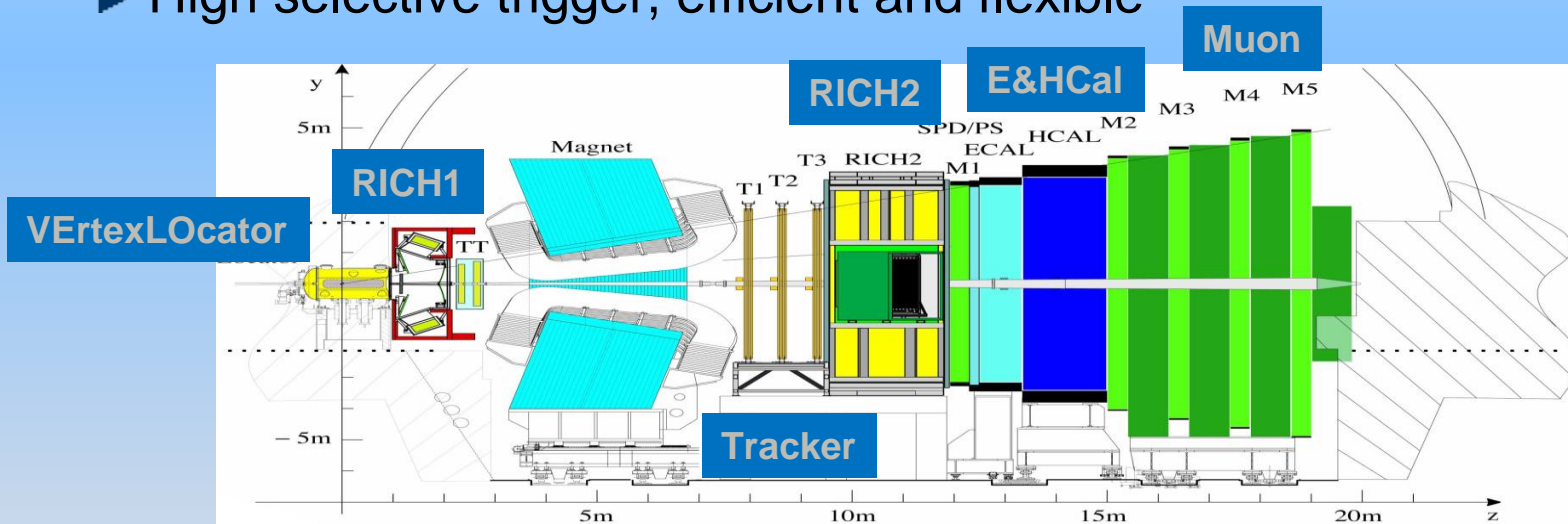 High selective trigger, efficient and flexible
Muon
RICH2
E&HCal
y
5m
M5
M4
M3
M2
SPD/PS
HCAL
ECAL
M1
Magnet
T3
RICH2
T2
T1
RICH1
VErtexLOcator
TT
− 5m
Tracker
5m
10m
15m
20m
z